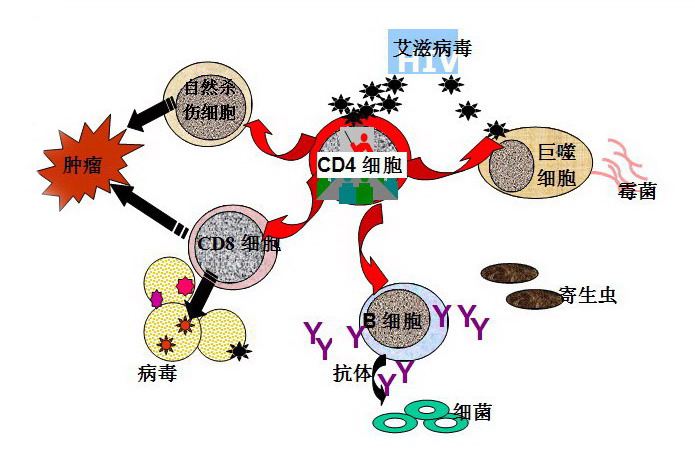 艾滋病毒
HIV
自然杀
伤细胞
肿瘤
CD4 细胞
巨噬
细胞
霉菌
CD8 细胞
寄生虫
B 细胞
病毒
抗体
细菌